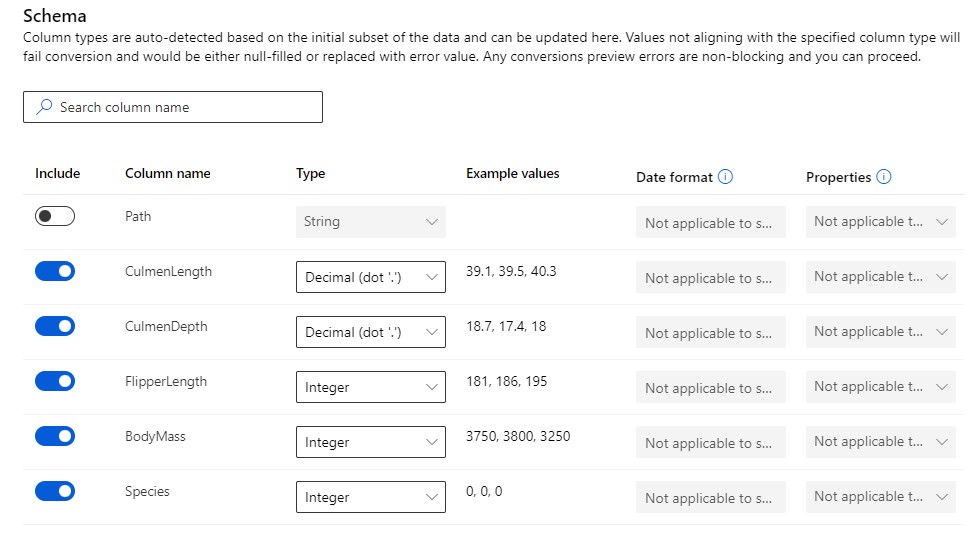 Schema
Column types are auto-detected based on the initial subset of the data and can be updated here. Values not aligning with the specified column type will
fail conversion and would be either null-filled or replaced with error value. Any conversions preview errors are non-blocking and you can proceed.
Search column name
Include Column name Type Example values Date format Properties
Path String Not applicable to s... Not applicable t...
CulmenLength Decimal (dot '.') 39.1, 39.5, 40.3 Not applicable to s... Not applicable t...
CulmenDepth Decimal (dot '.') 18.7, 17.4, 18 Not applicable to s... Not applicable t...
FlipperLength Integer 181, 186, 195 Not applicable to s... Not applicable t...
BodyMass Integer 3750, 3800, 3250 Not applicable to s... Not applicable t...
Species Integer 0, 0, 0 Not applicable to s... Not applicable t...